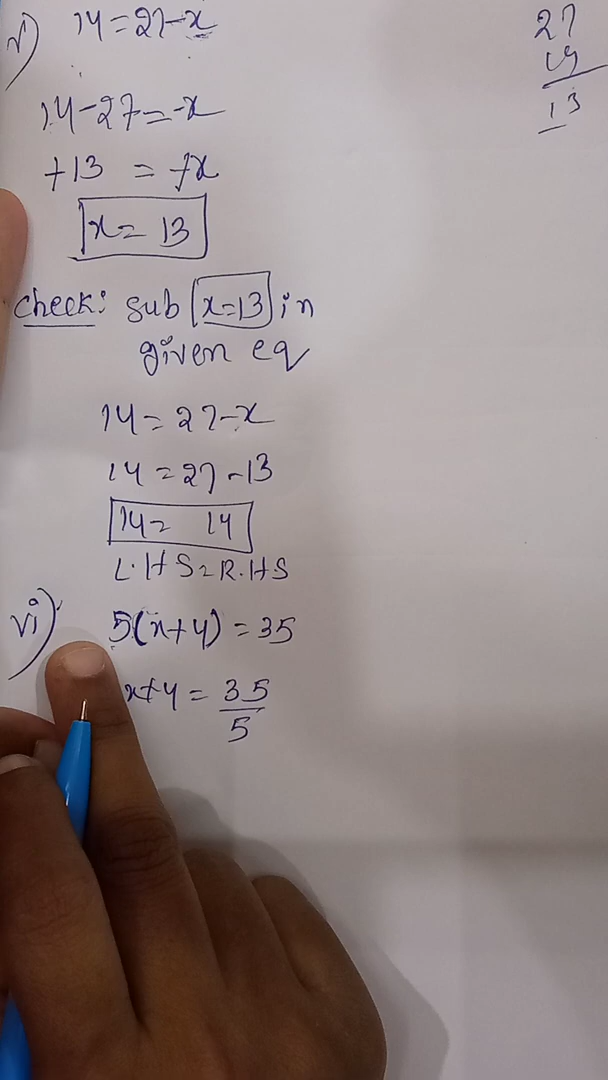 v) 14 = 27 - x
27
14
13
14 - 27 = -x
+13 = +x
x = 13
check: sub x=13 in
given eq
14 = 27 - x
14 = 27 - 13
14 = 14
L.H S = R.H S
vi) 5(x+4) = 35
x+4 = 35/5